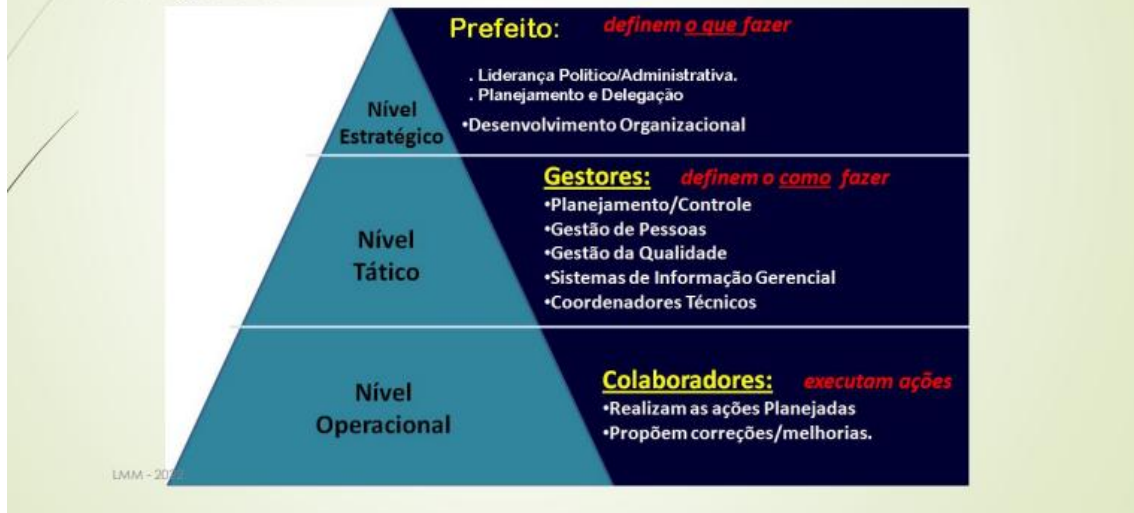 Prefeito: definem o que fazer
. Liderança Politico/Administrativa.
. Planejamento e Delegação
•Desenvolvimento Organizacional
Nível
Estratégico
Gestores: definem o como fazer
•Planejamento/Controle
•Gestão de Pessoas
•Gestão da Qualidade
•Sistemas de Informação Gerencial
•Coordenadores Técnicos
Nível
Tático
Colaboradores: executam ações
•Realizam as ações Planejadas
•Propõem correções/melhorias.
Nível
Operacional
LMM -